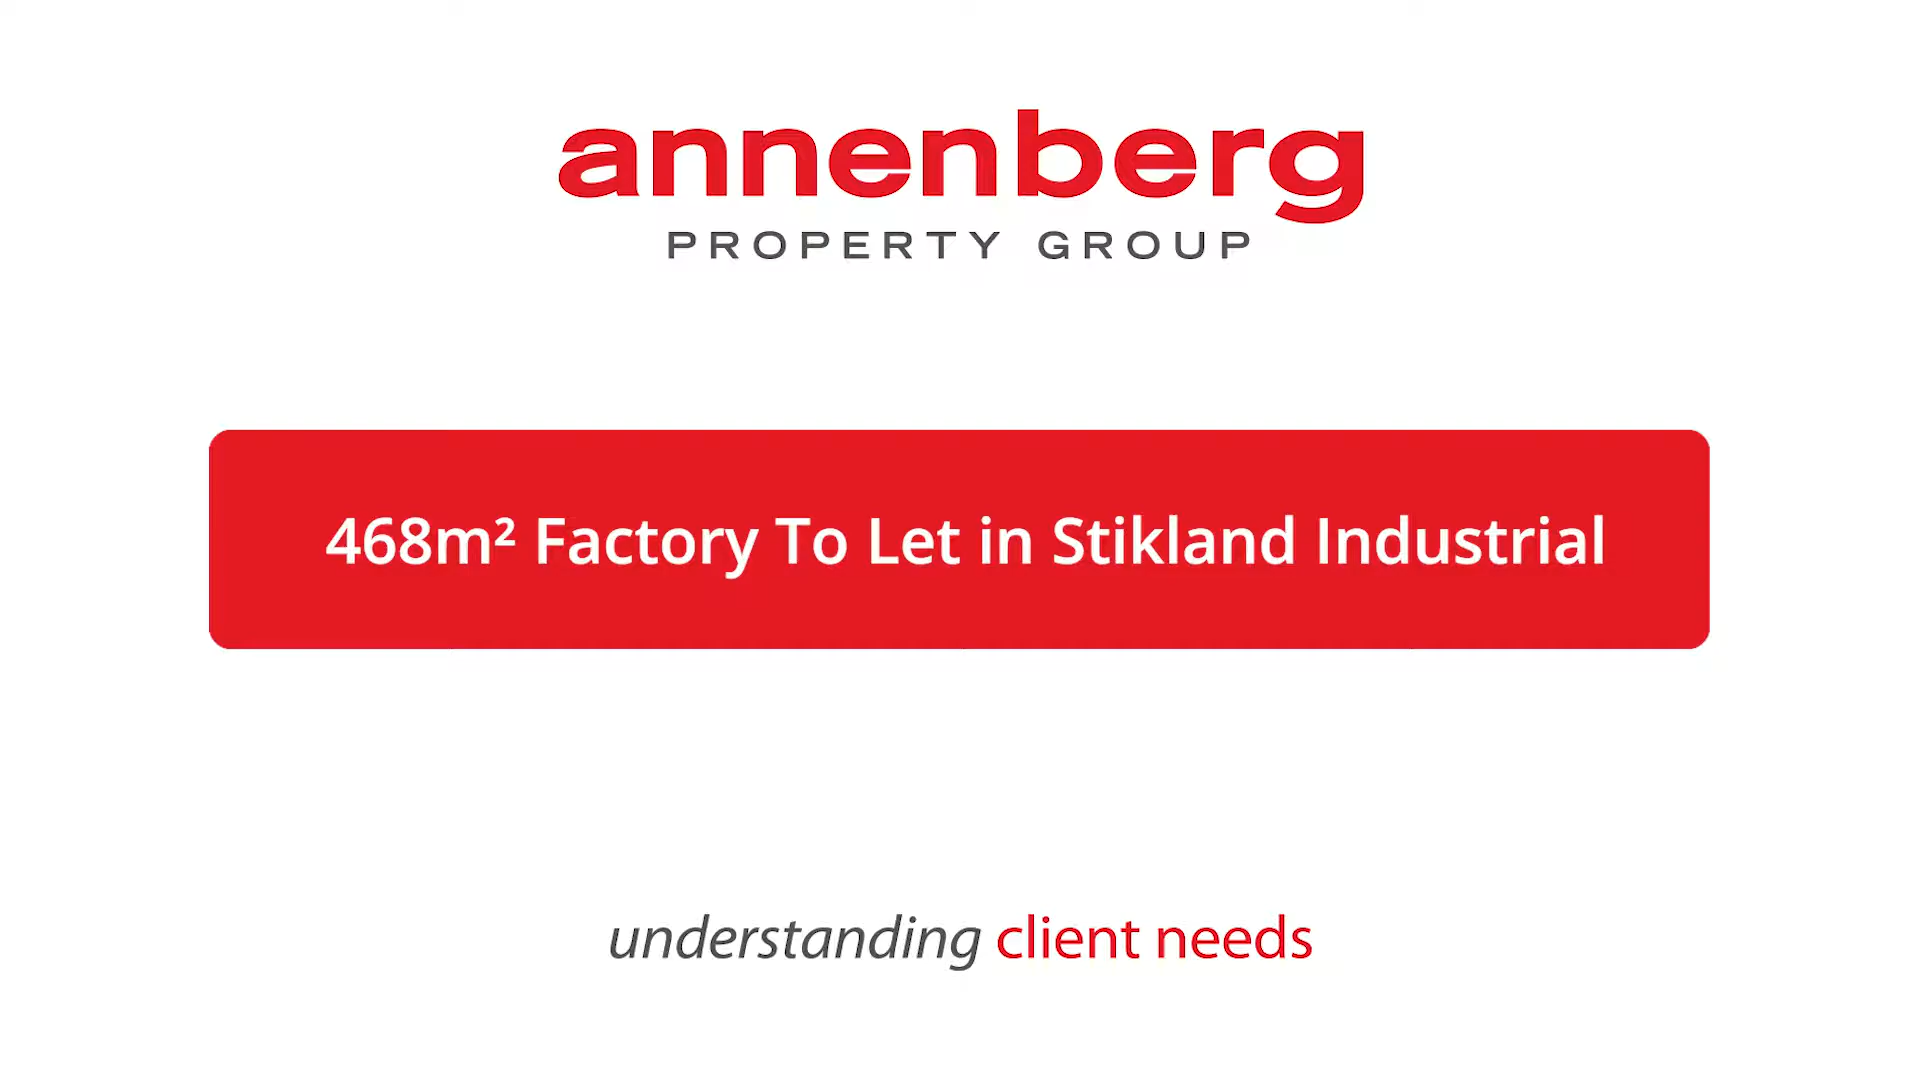 annenberg
PROPERTY GROUP
468m² Factory To Let in Stikland Industrial
understanding client needs